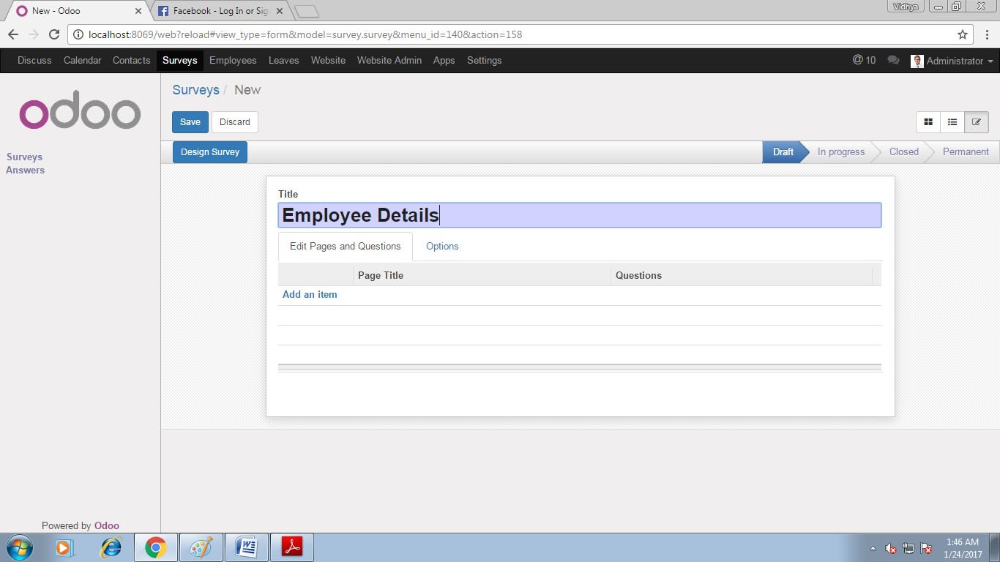 New - Odoo
Facebook - Log In or Sig
Vidhya
localhost:8069/web?reload#view_type=form&model=survey.survey&menu_id=140&action=158
Discuss Calendar Contacts Surveys Employees Leaves Website Website Admin Apps Settings @ 10 Administrator
odoo
Surveys / New
Save Discard
Surveys
Answers
Design Survey
Draft In progress Closed Permanent
Title
Employee Details
Edit Pages and Questions Options
Page Title Questions
Add an item
Powered by Odoo
1:46 AM
1/24/2017